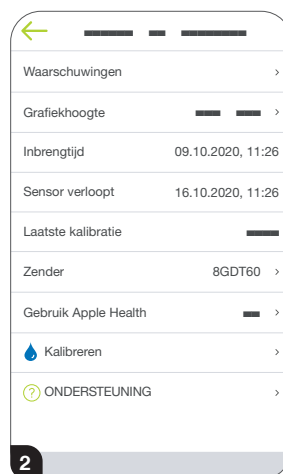 Waarschuwingen
Grafiekhoogte
Inbrengtijd 09.10.2020, 11:26
Sensor verloopt 16.10.2020, 11:26
Laatste kalibratie
Zender 8GDT60
Gebruik Apple Health
Kalibreren
? ONDERSTEUNING
2